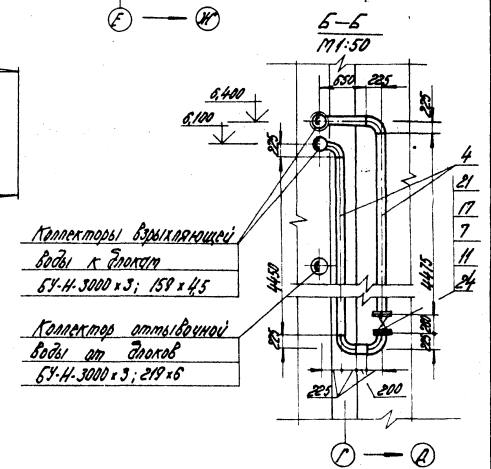 Е Ж
Б–Б
М1:50
650 225
6,400
6,100
225
225
4
21
17
7
11
24
Коллекторы взрыхляющей
воды к блокам
БУ-Н-3000×3; 159×4,5
4450
4475
Коллектор отмывочной
воды от блоков
БУ-Н-3000×3; 219×6
225
200
225
225 200
Г Д